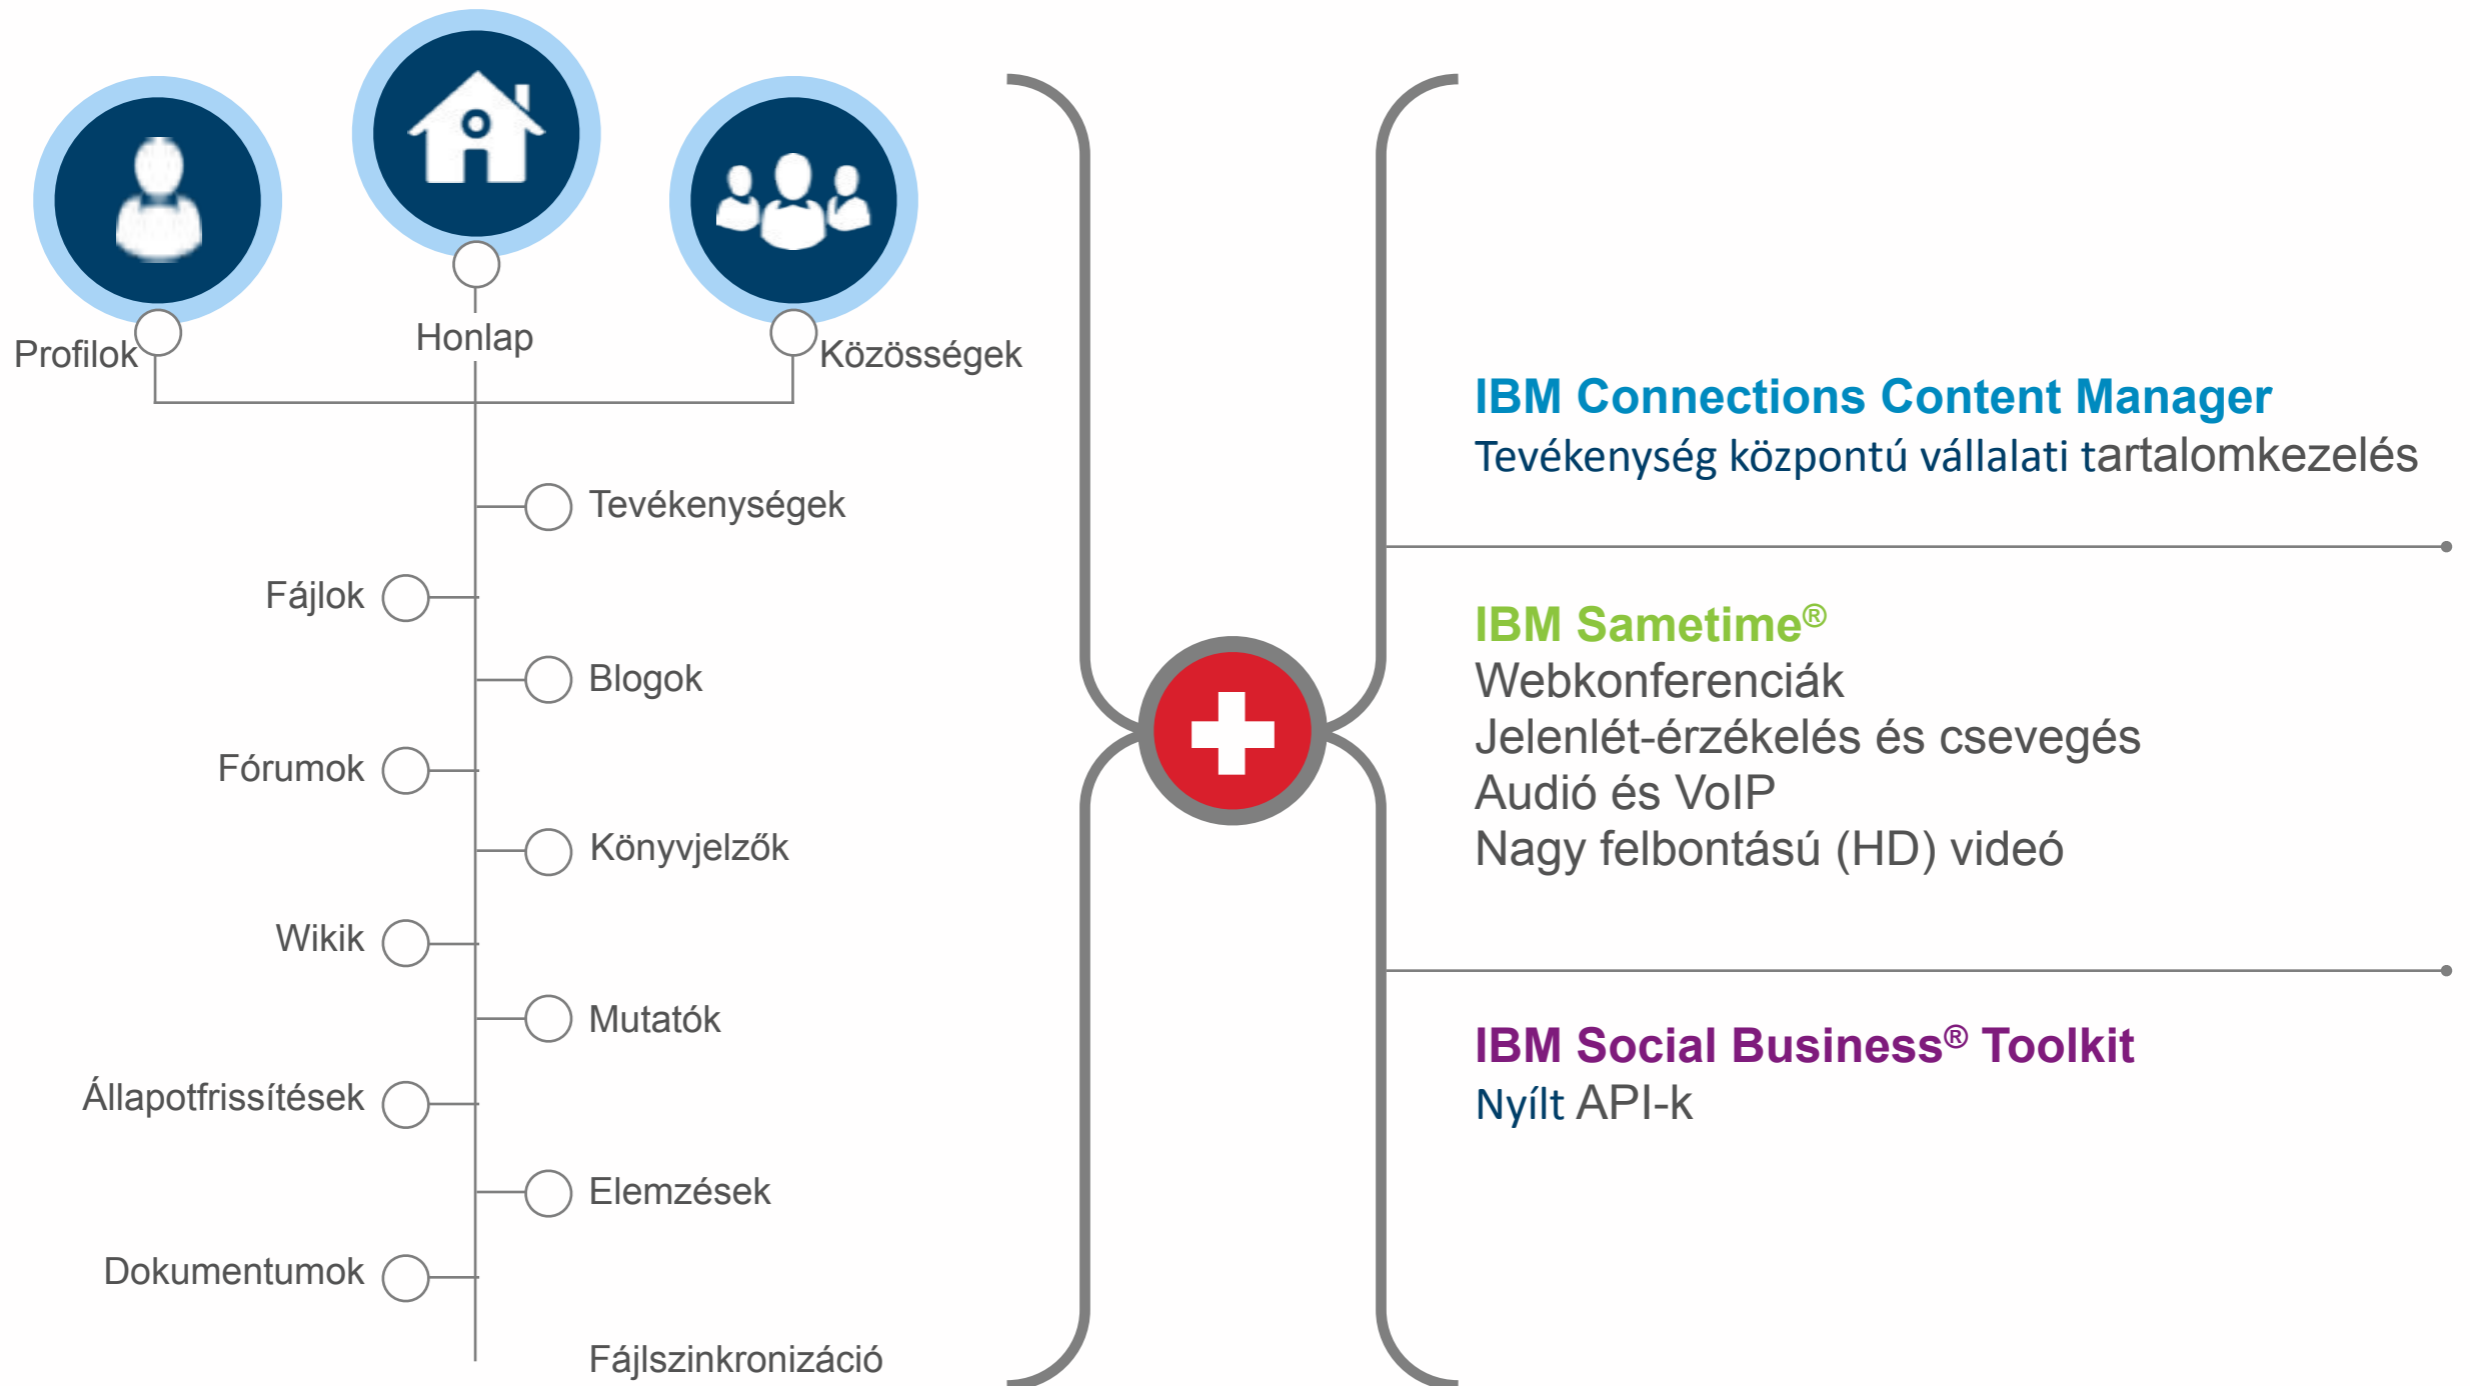 Profilok
Honlap
Közösségek
Tevékenységek
Fájlok
Blogok
Fórumok
Könyvjelzők
Wikik
Mutatók
Állapotfrissítések
Elemzések
Dokumentumok
Fájlszinkronizáció
IBM Connections Content Manager
Tevékenység központú vállalati tartalomkezelés
IBM Sametime®
Webkonferenciák
Jelenlét-érzékelés és csevegés
Audió és VoIP
Nagy felbontású (HD) videó
IBM Social Business® Toolkit
Nyílt API-k